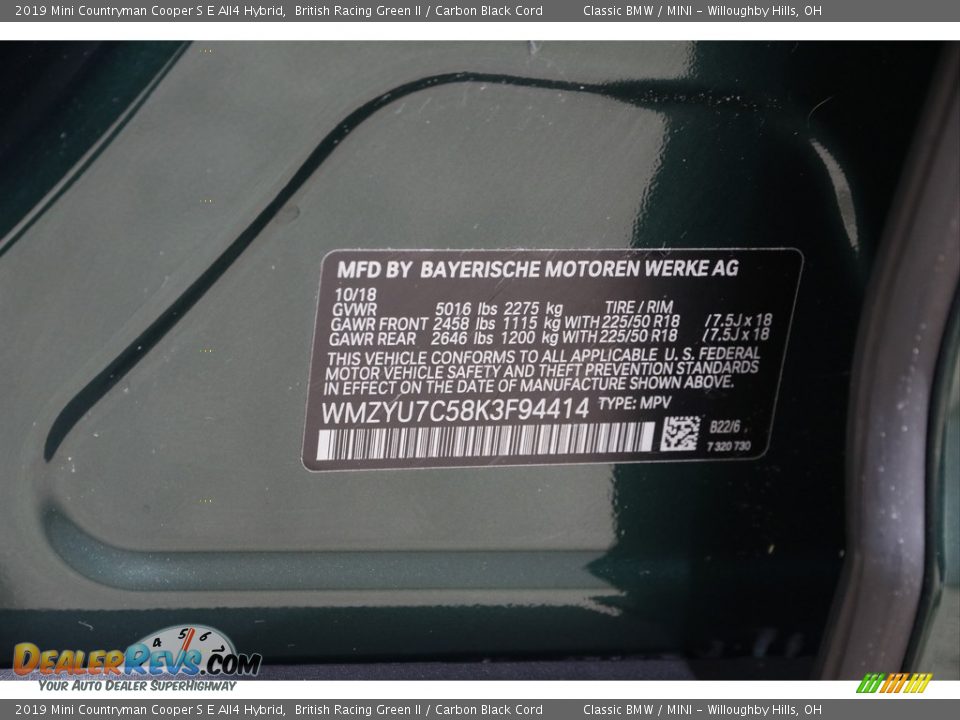 2019 Mini Countryman Cooper S E All4 Hybrid,  British Racing Green II / Carbon Black Cord  Classic BMW / MINI - Willoughby Hills, OH
MFD BY BAYERISCHE MOTOREN WERKE AG
10/18
GVWR 5016 lbs 2275 kg TIRE / RIM
GAWR FRONT 2458 lbs 1115 kg WITH 225/50 R18 / 7.5J x 18
GAWR REAR 2646 lbs 1200 kg WITH 225/50 R18 / 7.5J x 18
THIS VEHICLE CONFORMS TO ALL APPLICABLE U. S. FEDERAL
MOTOR VEHICLE SAFETY AND THEFT PREVENTION STANDARDS
IN EFFECT ON THE DATE OF MANUFACTURE SHOWN ABOVE.
WMZYU7C58K3F94414 TYPE: MPV
B22/6
7 320 730
4 5 6
DEALERREVS.COM
YOUR AUTO DEALER SUPERHIGHWAY
2019 Mini Countryman Cooper S E All4 Hybrid,  British Racing Green II / Carbon Black Cord  Classic BMW / MINI - Willoughby Hills, OH